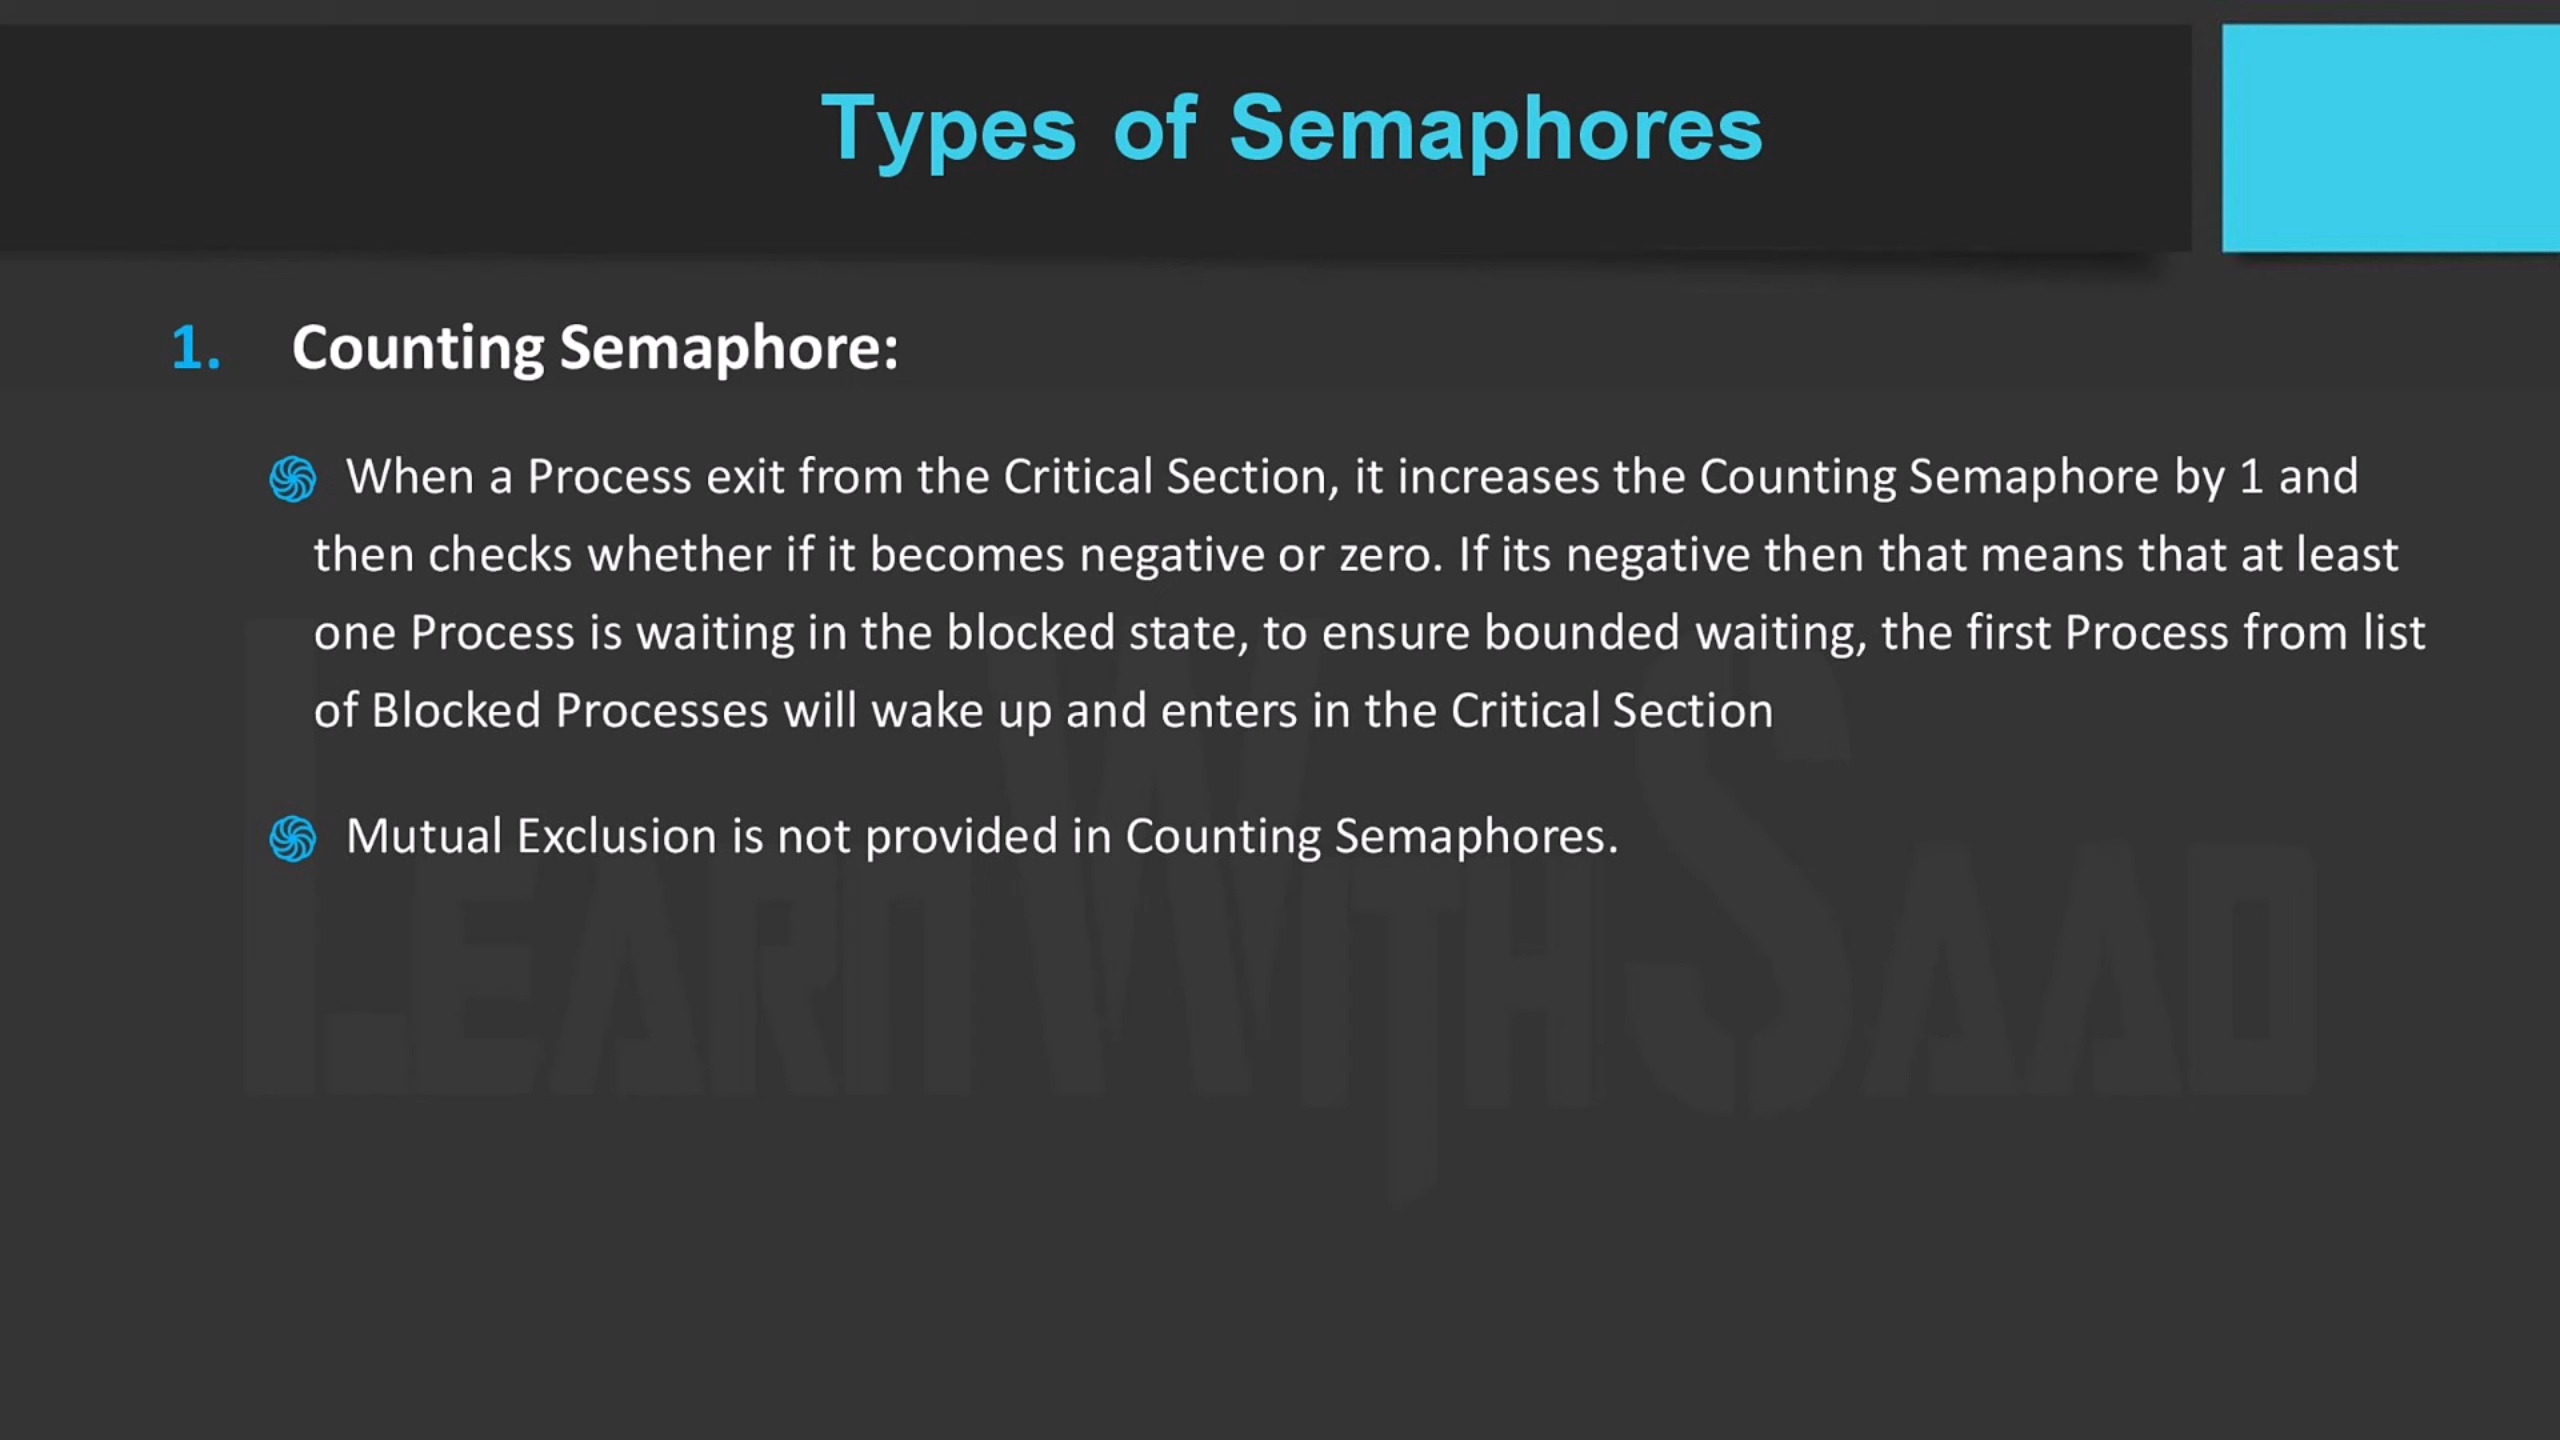 Types of Semaphores
1. Counting Semaphore:
When a Process exit from the Critical Section, it increases the Counting Semaphore by 1 and
then checks whether if it becomes negative or zero. If its negative then that means that at least
one Process is waiting in the blocked state, to ensure bounded waiting, the first Process from list
of Blocked Processes will wake up and enters in the Critical Section
Mutual Exclusion is not provided in Counting Semaphores.
LEARNWITHSAAD